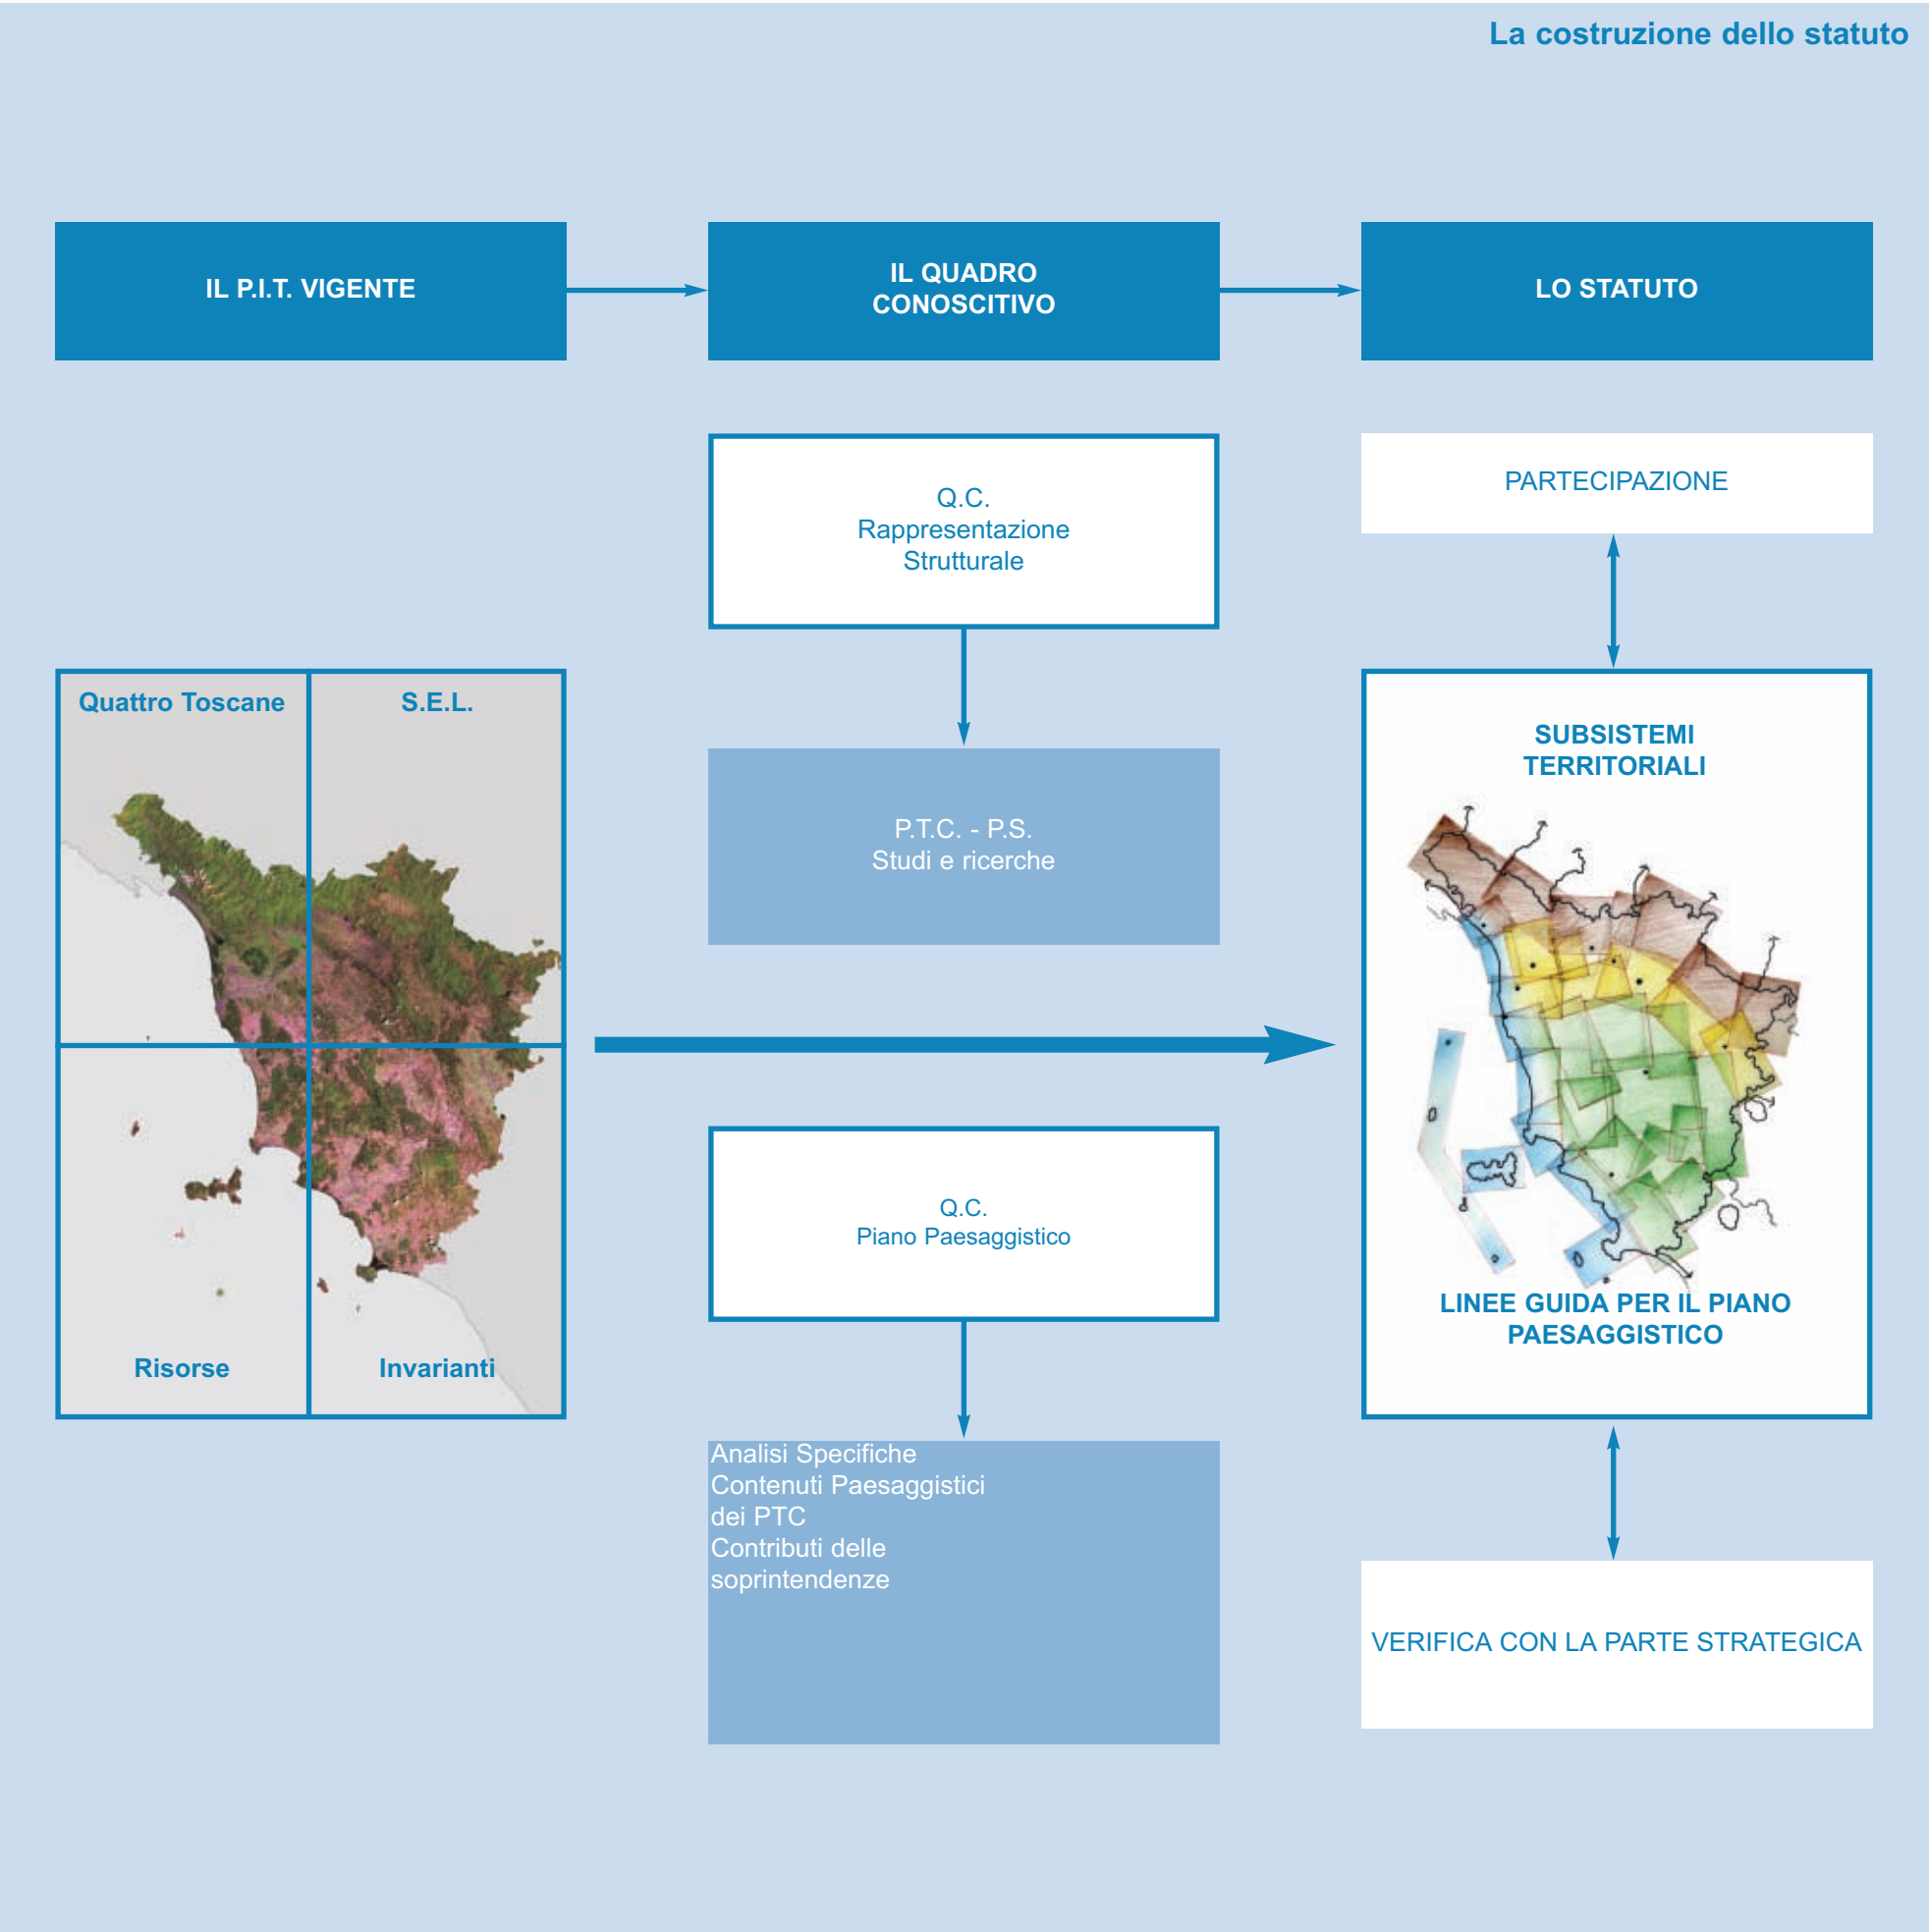 La costruzione dello statuto
IL P.I.T. VIGENTE
IL QUADRO
CONOSCITIVO
LO STATUTO
Quattro Toscane
S.E.L.
Risorse
Invarianti
Q.C.
Rappresentazione
Strutturale
P.T.C. - P.S.
Studi e ricerche
Q.C.
Piano Paesaggistico
Analisi Specifiche
Contenuti Paesaggistici
dei PTC
Contributi delle
soprintendenze
PARTECIPAZIONE
SUBSISTEMI
TERRITORIALI
LINEE GUIDA PER IL PIANO
PAESAGGISTICO
VERIFICA CON LA PARTE STRATEGICA